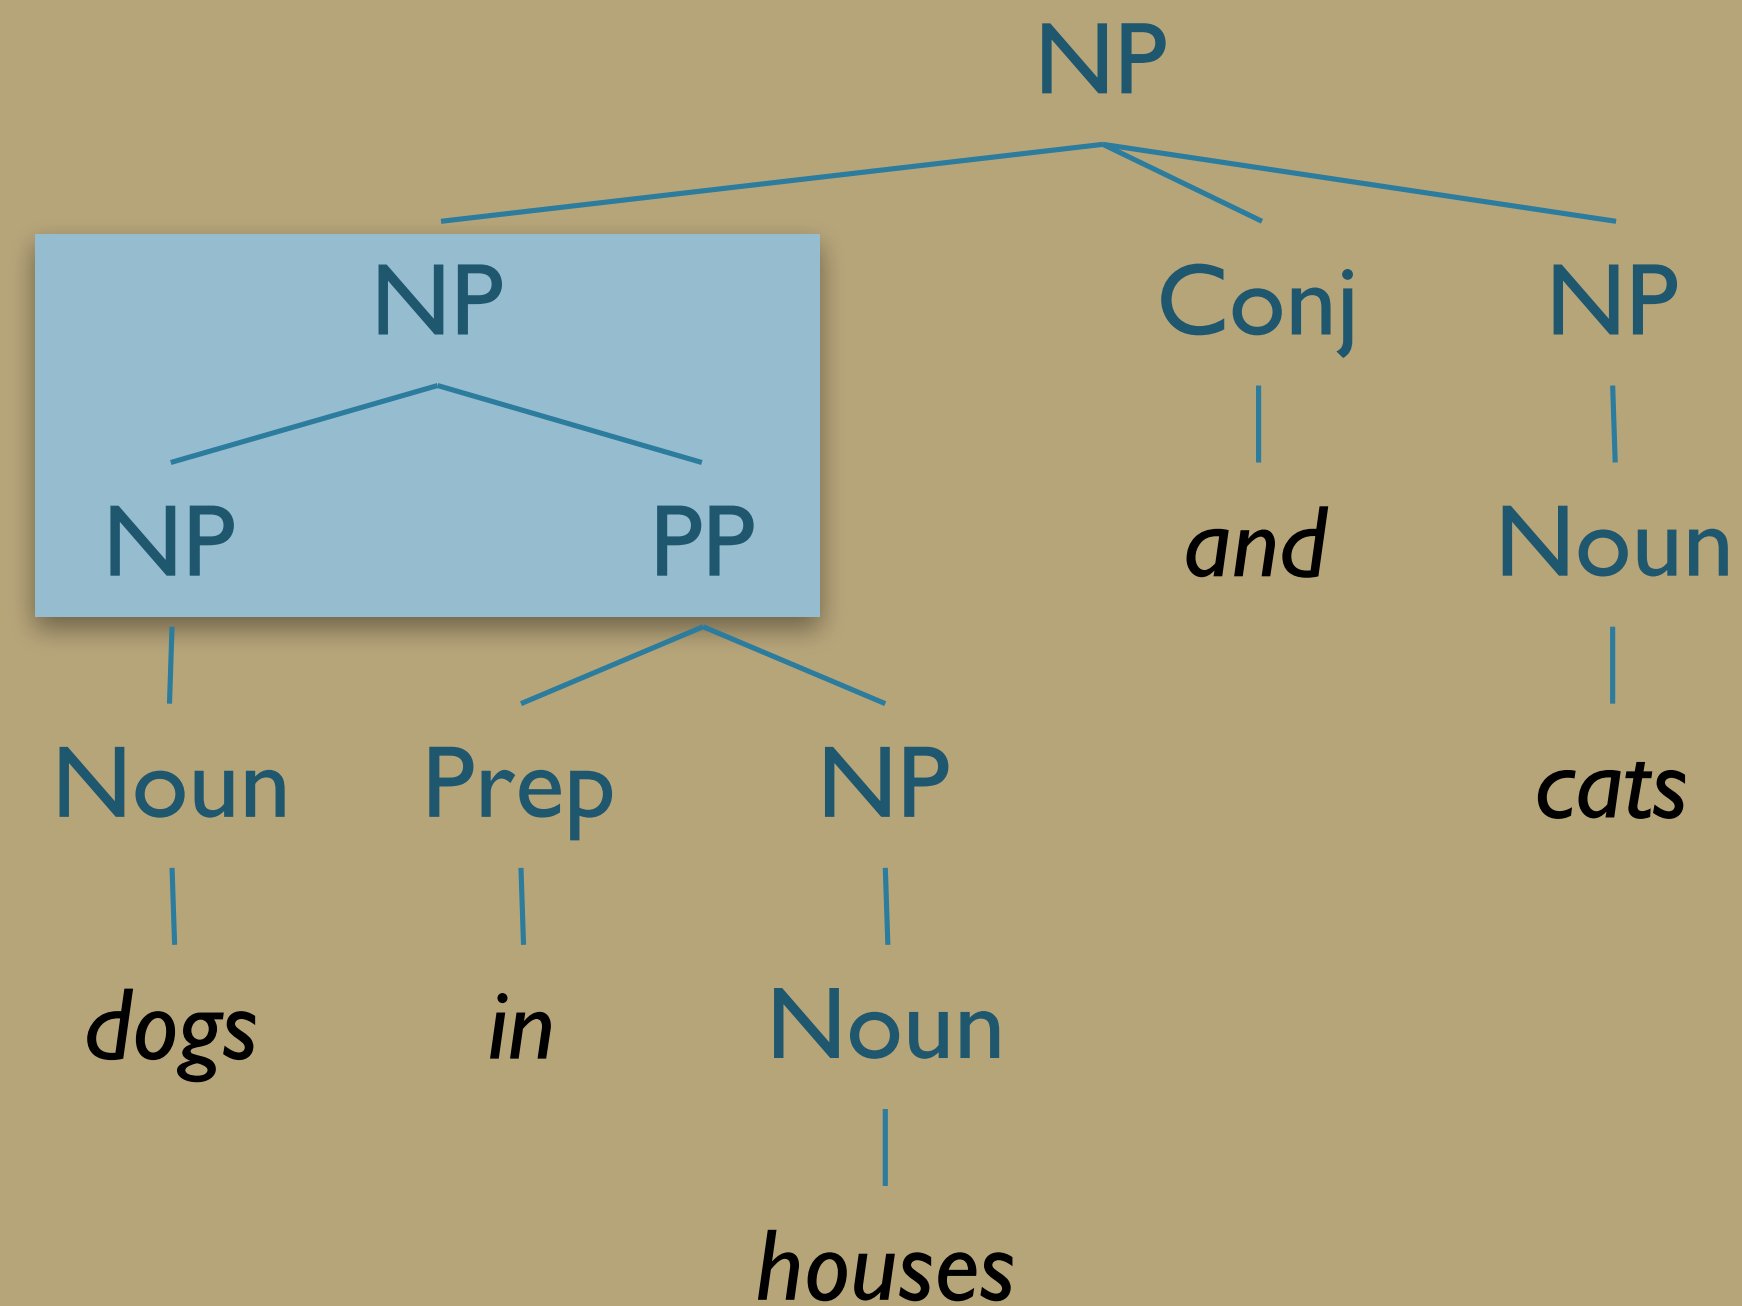 NP
NP Conj NP
NP PP and Noun
Noun Prep NP cats
dogs in Noun
houses